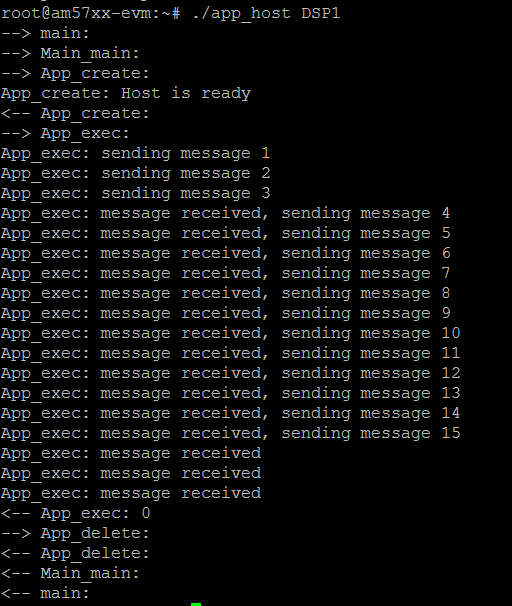 root@am57xx-evm:~# ./app_host DSP1
--> main:
--> Main_main:
--> App_create:
App_create: Host is ready
<-- App_create:
--> App_exec:
App_exec: sending message 1
App_exec: sending message 2
App_exec: sending message 3
App_exec: message received, sending message 4
App_exec: message received, sending message 5
App_exec: message received, sending message 6
App_exec: message received, sending message 7
App_exec: message received, sending message 8
App_exec: message received, sending message 9
App_exec: message received, sending message 10
App_exec: message received, sending message 11
App_exec: message received, sending message 12
App_exec: message received, sending message 13
App_exec: message received, sending message 14
App_exec: message received, sending message 15
App_exec: message received
App_exec: message received
App_exec: message received
<-- App_exec: 0
--> App_delete:
<-- App_delete:
<-- Main_main:
<-- main: